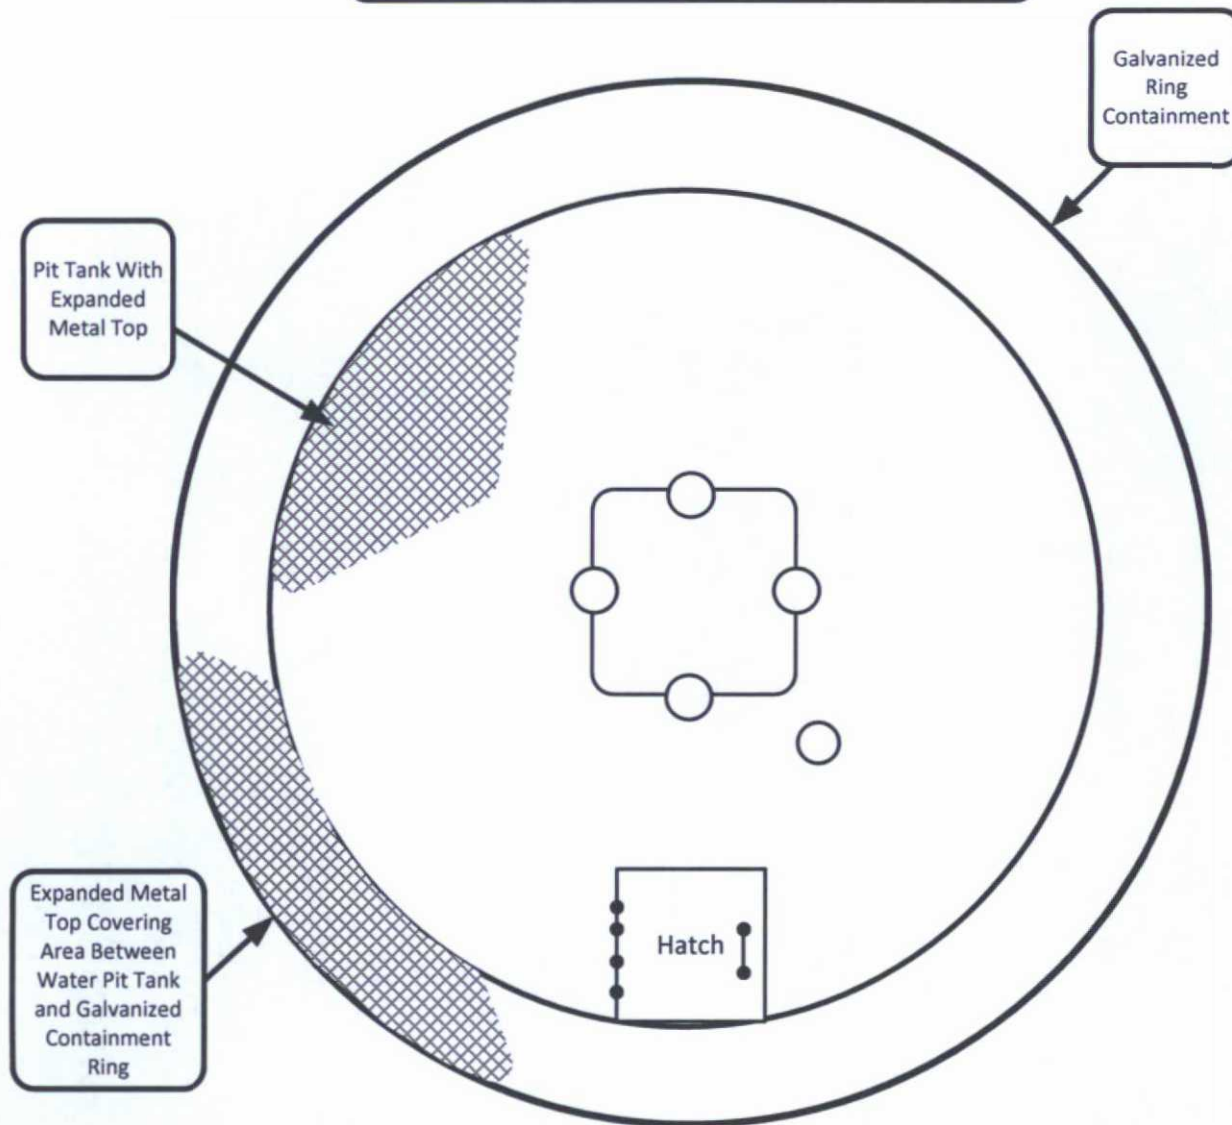 Galvanized
Ring
Containment
Pit Tank With
Expanded
Metal Top
Expanded Metal
Top Covering
Area Between
Water Pit Tank
and Galvanized
Containment
Ring
Hatch